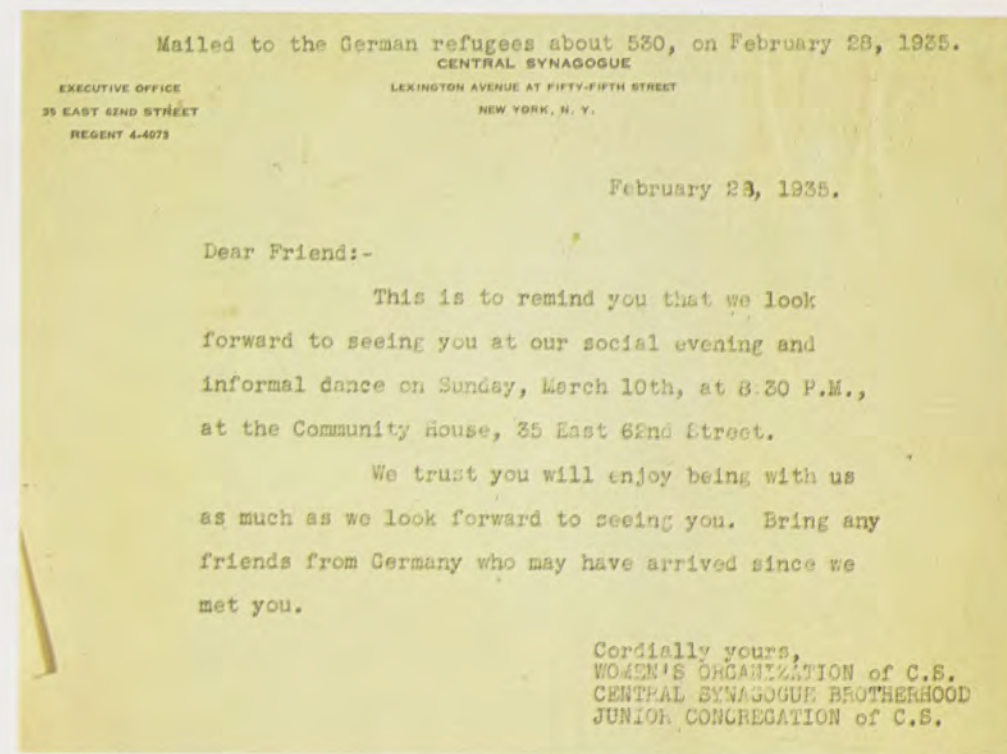 Mailed to the German refugees about 530, on February 28, 1935.
CENTRAL SYNAGOGUE
EXECUTIVE OFFICE
LEXINGTON AVENUE AT FIFTY-FIFTH STREET
35 EAST 62ND STREET
NEW YORK, N. Y.
REGENT 4-4073
February 28, 1935.
Dear Friend:-
This is to remind you that we look
forward to seeing you at our social evening and
informal dance on Sunday, March 10th, at 8:30 P.M.,
at the Community House, 35 East 62nd Street.
We trust you will enjoy being with us
as much as we look forward to seeing you. Bring any
friends from Germany who may have arrived since we
met you.
Cordially yours,
WOMEN'S ORGANIZATION of C.S.
CENTRAL SYNAGOGUE BROTHERHOOD
JUNIOR CONGREGATION of C.S.